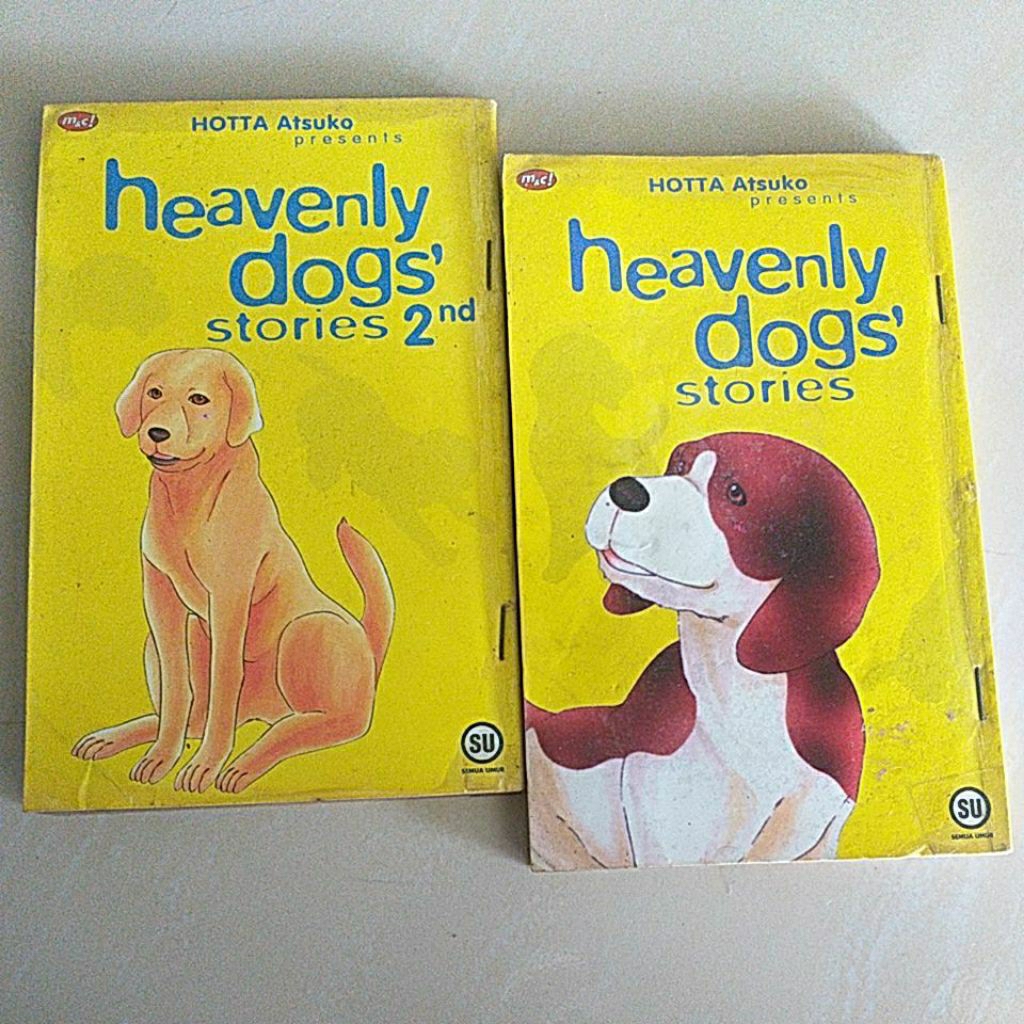 m&c!
HOTTA Atsuko
presents
heavenly
dogs'
stories 2nd
SU
SEMUA UMUR
m&c!
HOTTA Atsuko
presents
heavenly
dogs'
stories
SU
SEMUA UMUR